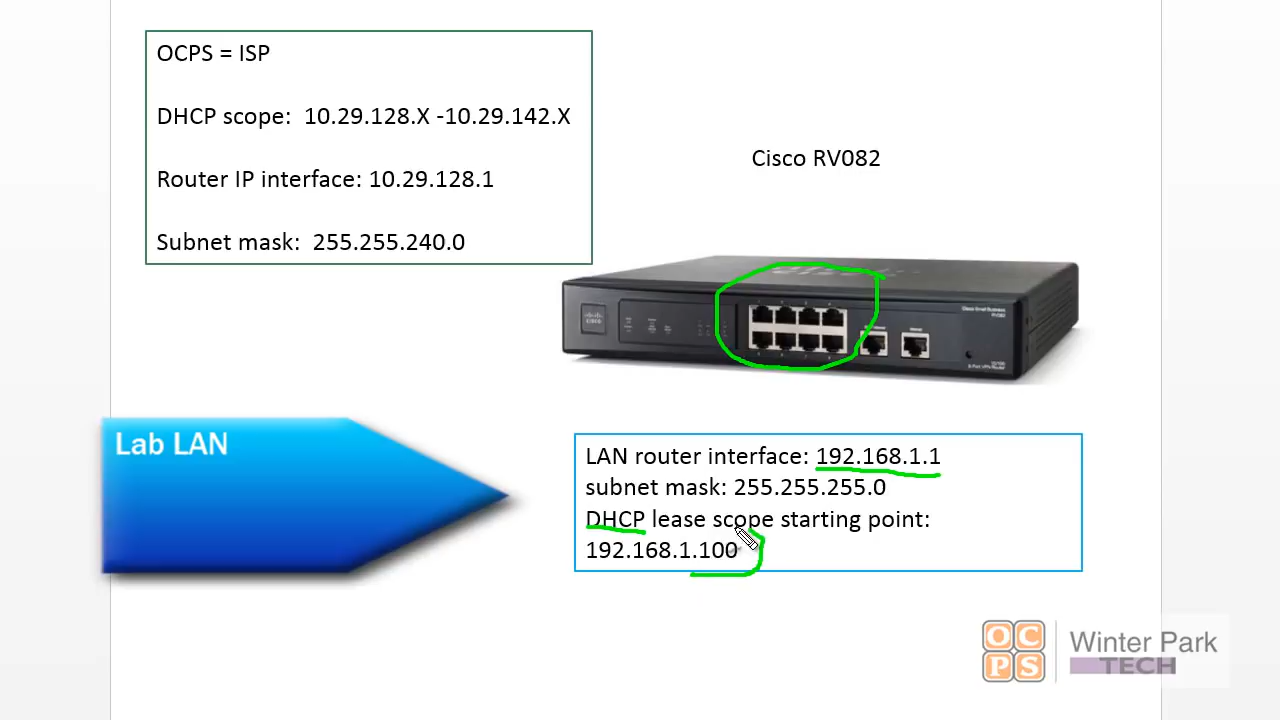 OCPS = ISP
DHCP scope:  10.29.128.X -10.29.142.X
Router IP interface: 10.29.128.1
Subnet mask:  255.255.240.0
Cisco RV082
Lab LAN
LAN router interface: 192.168.1.1
subnet mask: 255.255.255.0
DHCP lease scope starting point:
192.168.1.100
OC
PS
Winter Park
TECH